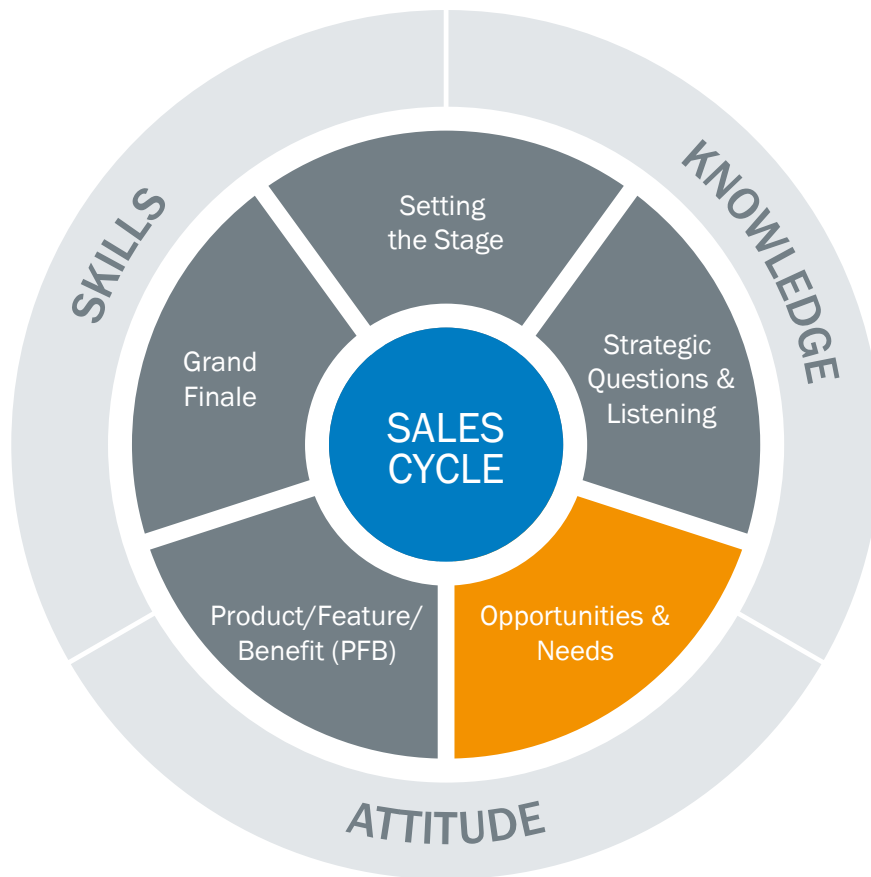 SKILLS
KNOWLEDGE
ATTITUDE
Setting
the Stage
Strategic
Questions &
Listening
Opportunities &
Needs
Product/Feature/
Benefit (PFB)
Grand
Finale
SALES
CYCLE